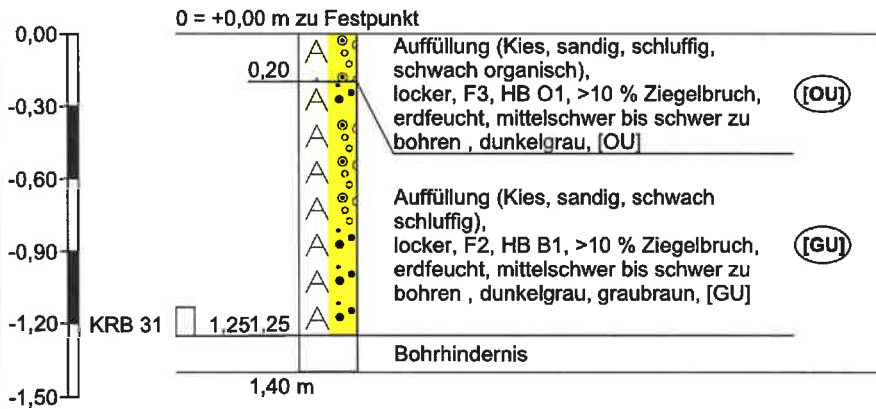 0 = +0,00 m zu Festpunkt
0,00
-0,30
-0,60
-0,90
-1,20
-1,50
0,20
A
A
A
A
A
A
A
A
Auffüllung (Kies, sandig, schluffig,
schwach organisch),
locker, F3, HB O1, >10 % Ziegelbruch,
erdfeucht, mittelschwer bis schwer zu
bohren , dunkelgrau, [OU]
[OU]
Auffüllung (Kies, sandig, schwach
schluffig),
locker, F2, HB B1, >10 % Ziegelbruch,
erdfeucht, mittelschwer bis schwer zu
bohren , dunkelgrau, graubraun, [GU]
[GU]
KRB 31
1,251,25
Bohrhindernis
1,40 m